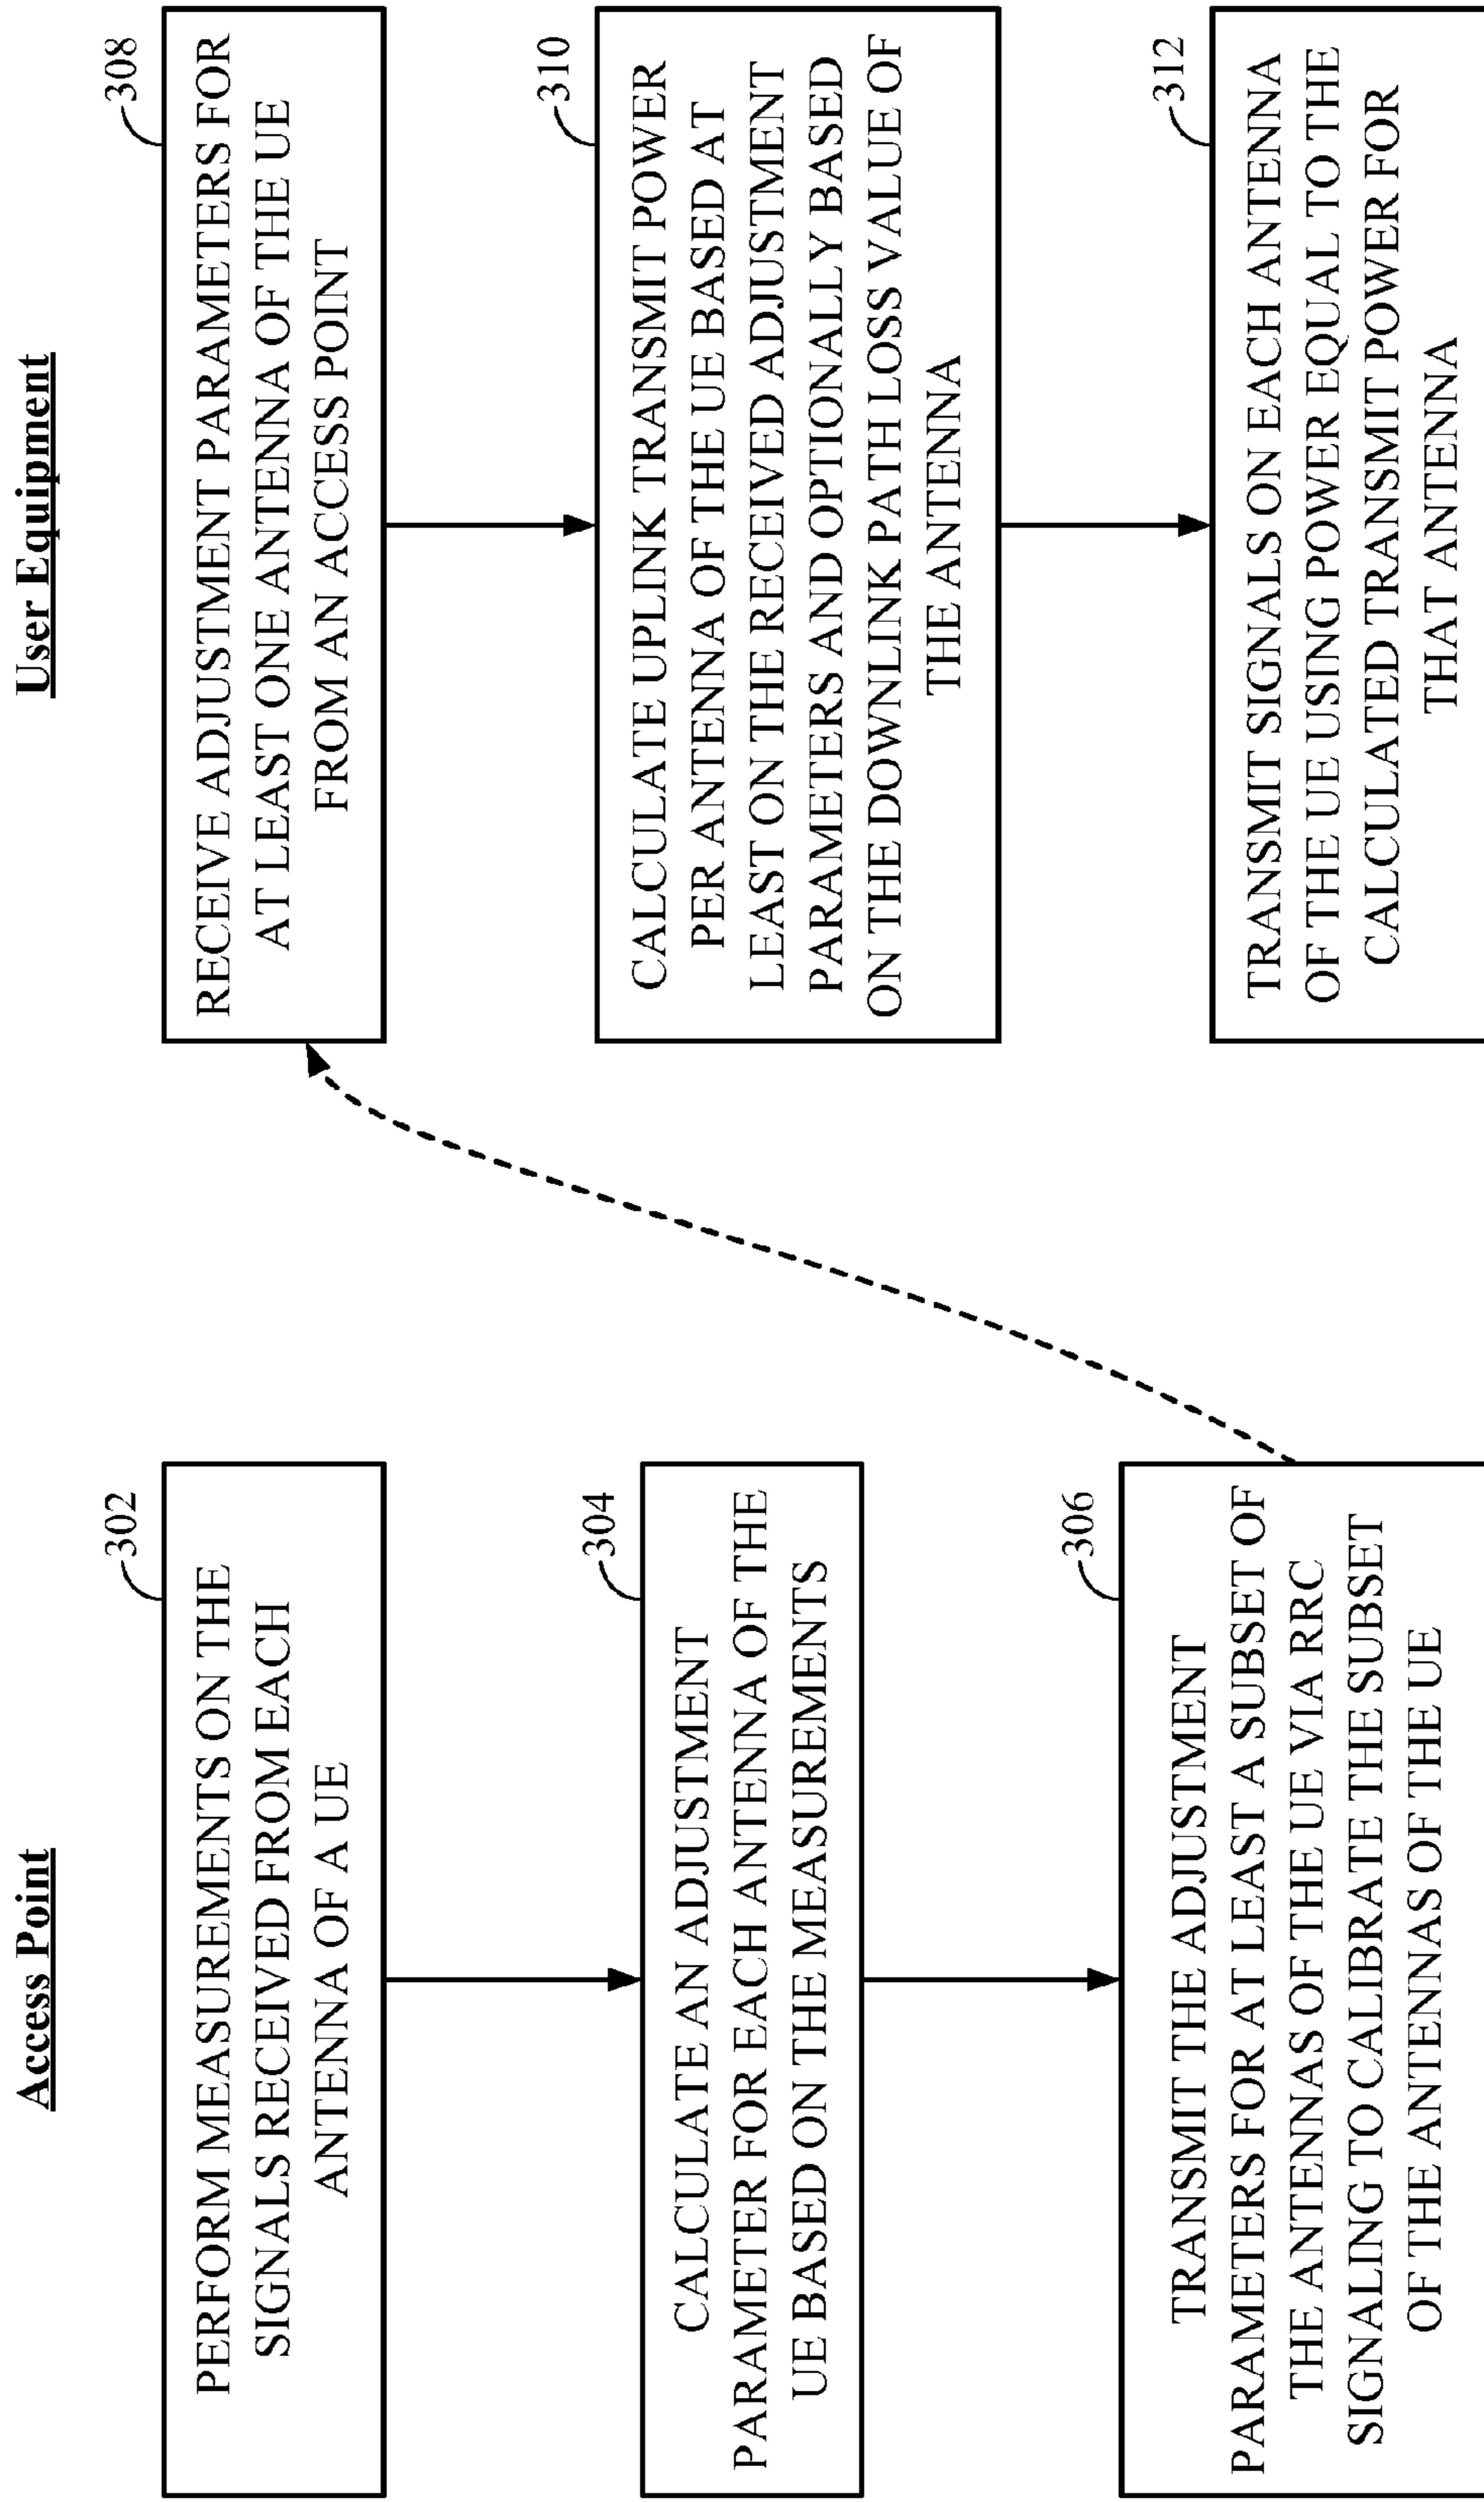 Access Point
302
PERFORM MEASUREMENTS ON THE
SIGNALS RECEIVED FROM EACH
ANTENNA OF A UE
304
CALCULATE AN ADJUSTMENT
PARAMETER FOR EACH ANTENNA OF THE
UE BASED ON THE MEASUREMENTS
306
TRANSMIT THE ADJUSTMENT
PARAMETERS FOR AT LEAST A SUBSET OF
THE ANTENNAS OF THE UE VIA RRC
SIGNALING TO CALIBRATE THE SUBSET
OF THE ANTENNAS OF THE UE
User Equipment
308
RECEIVE ADJUSTMENT PARAMETERS FOR
AT LEAST ONE ANTENNA OF THE UE
FROM AN ACCESS POINT
310
CALCULATE UPLINK TRANSMIT POWER
PER ANTENNA OF THE UE BASED AT
LEAST ON THE RECEIVED ADJUSTMENT
PARAMETERS AND OPTIONALLY BASED
ON THE DOWNLINK PATH LOSS VALUE OF
THE ANTENNA
312
TRANSMIT SIGNALS ON EACH ANTENNA
OF THE UE USING POWER EQUAL TO THE
CALCULATED TRANSMIT POWER FOR
THAT ANTENNA